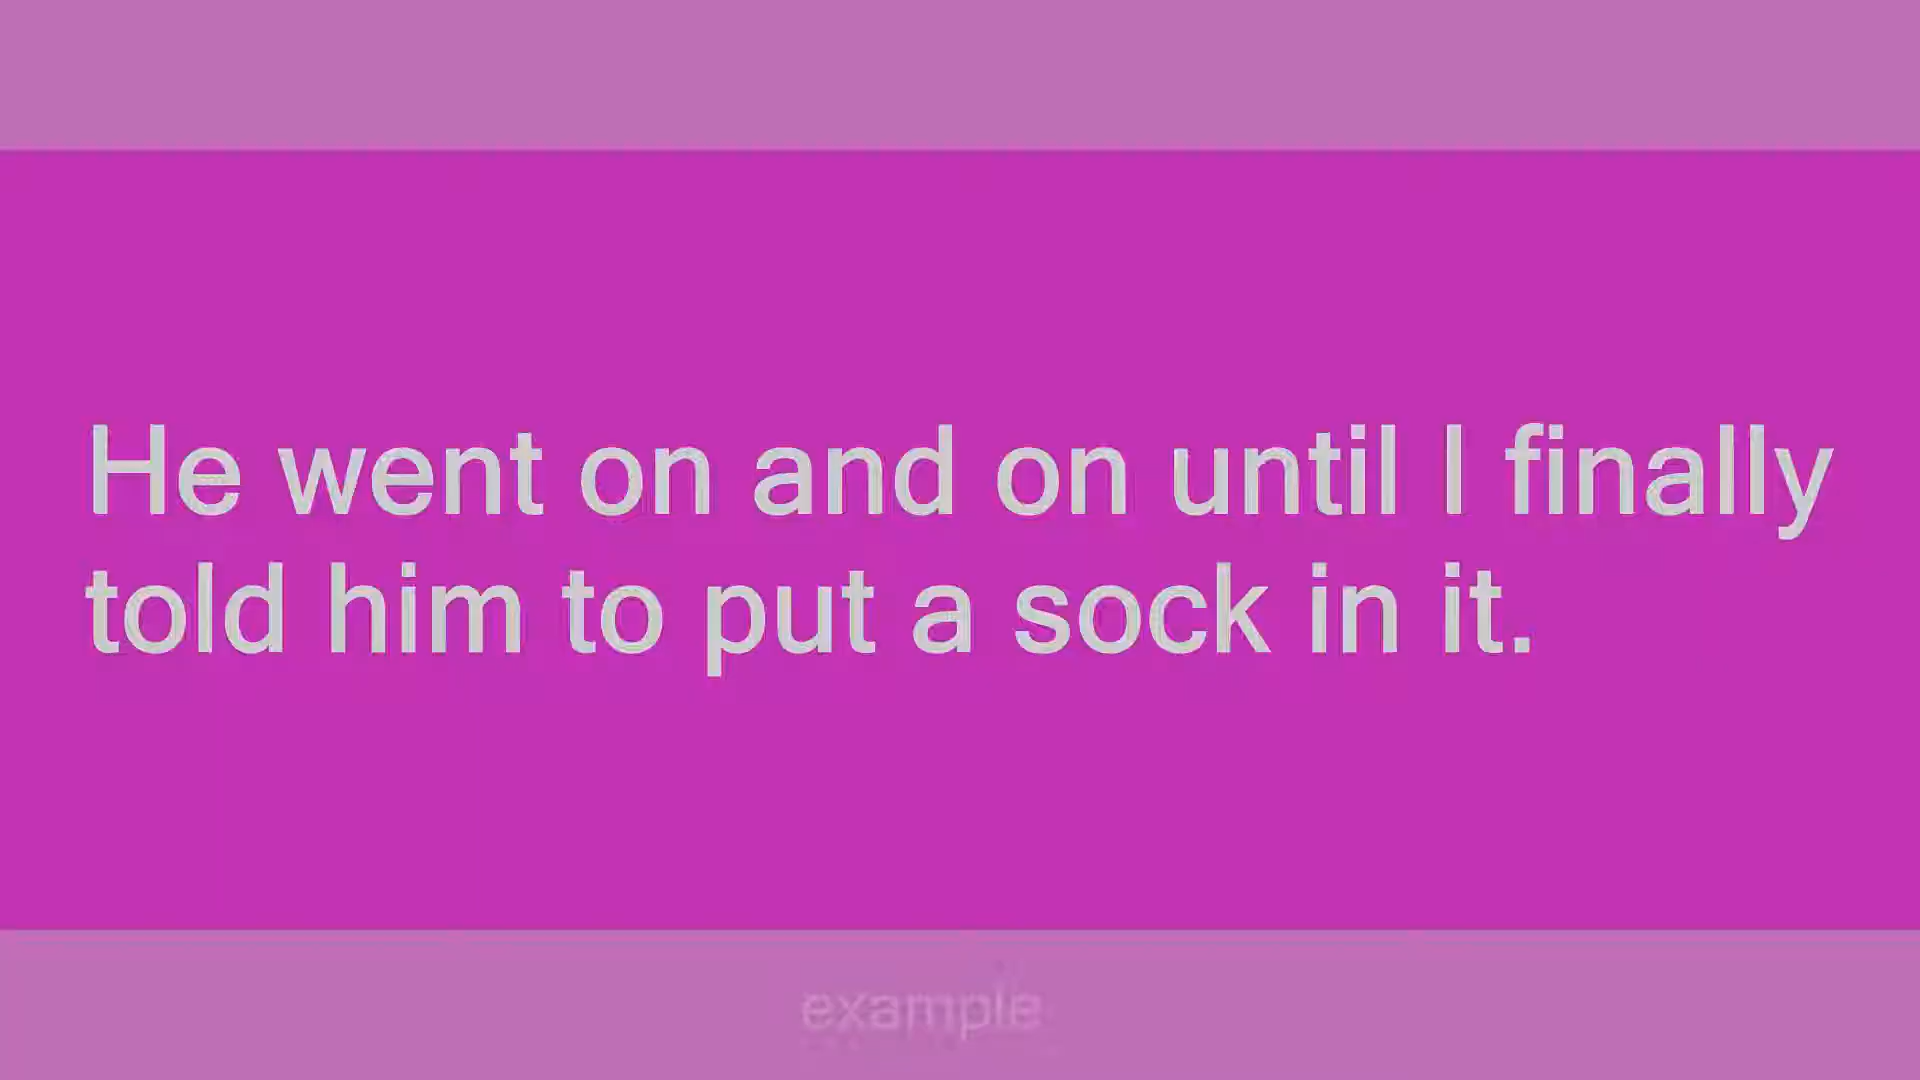 He went on and on until I finally
told him to put a sock in it.
example